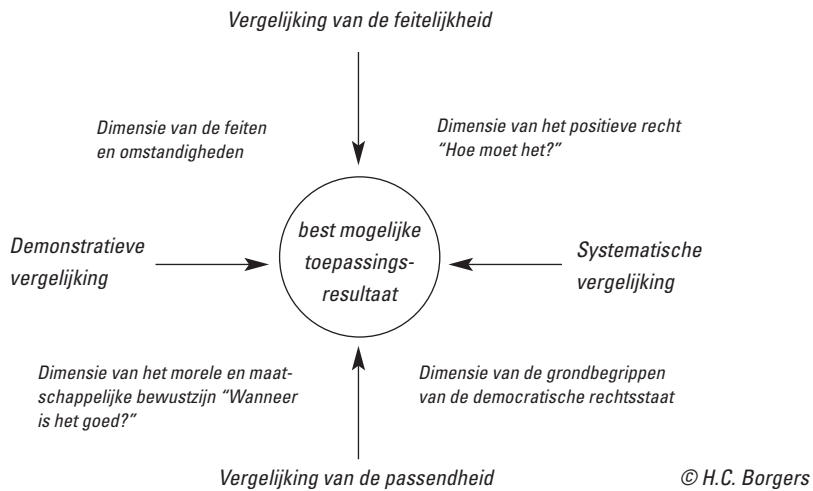 Vergelijking van de feitelijkheid
Dimensie van de feiten
en omstandigheden
Dimensie van het positieve recht
“Hoe moet het?”
Demonstratieve
vergelijking
best mogelijke
toepassings-
resultaat
Systematische
vergelijking
Dimensie van het morele en maat-
schappelijke bewustzijn “Wanneer
is het goed?”
Dimensie van de grondbegrippen
van de democratische rechtsstaat
Vergelijking van de passendheid
© H.C. Borgers